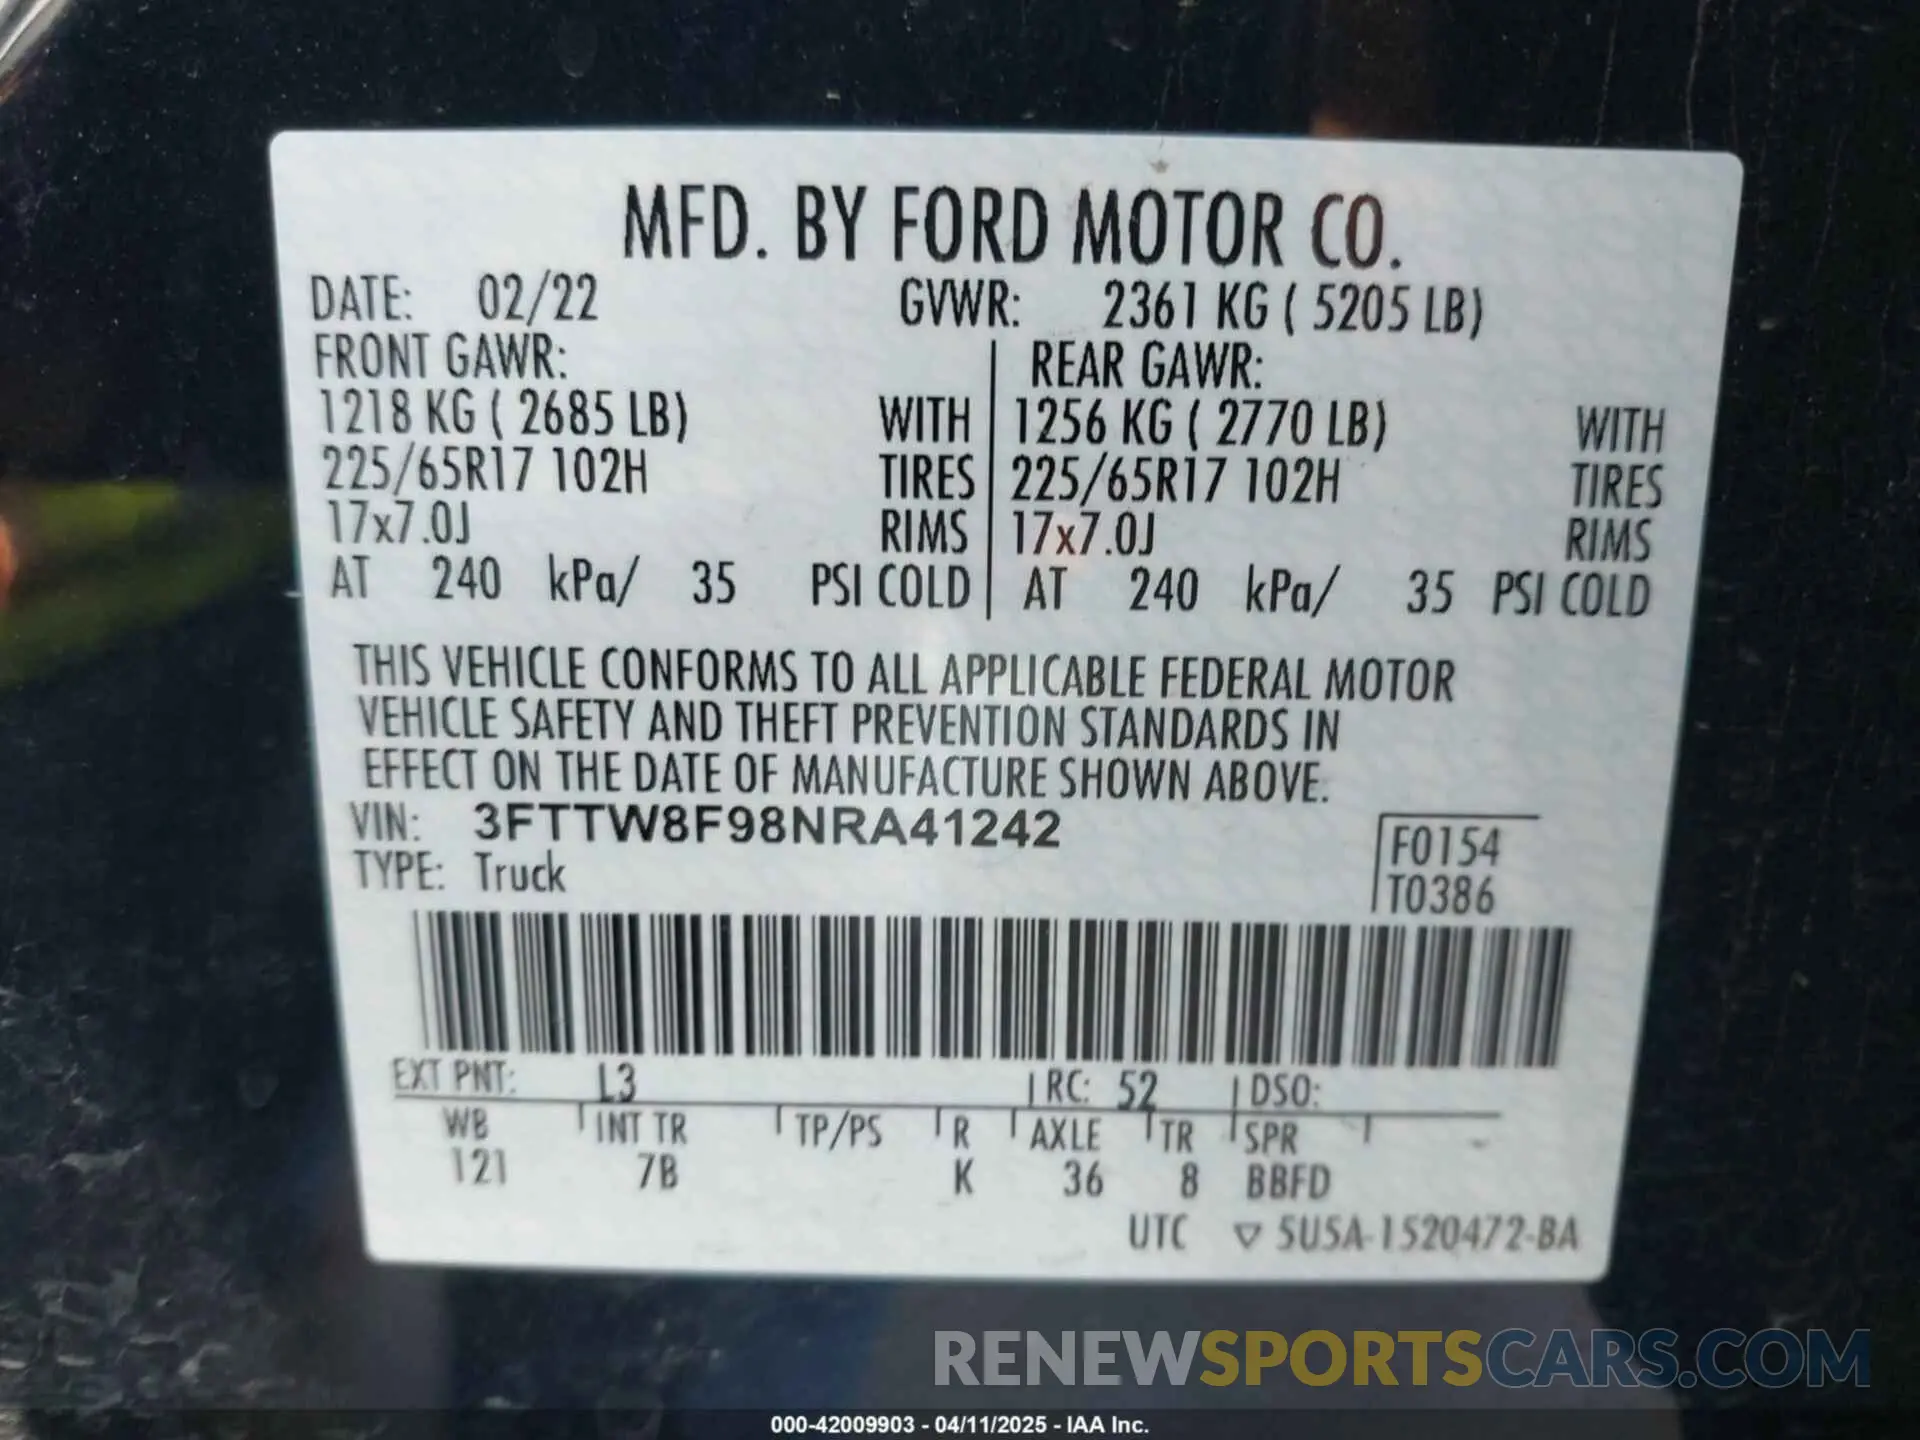 MFD. BY FORD MOTOR CO.
DATE: 02/22 GVWR: 2361 KG ( 5205 LB)
FRONT GAWR: REAR GAWR:
1218 KG ( 2685 LB) WITH 1256 KG ( 2770 LB) WITH
225/65R17 102H TIRES 225/65R17 102H TIRES
17x7.0J RIMS 17x7.0J RIMS
AT 240 kPa/ 35 PSI COLD AT 240 kPa/ 35 PSI COLD
THIS VEHICLE CONFORMS TO ALL APPLICABLE FEDERAL MOTOR
VEHICLE SAFETY AND THEFT PREVENTION STANDARDS IN
EFFECT ON THE DATE OF MANUFACTURE SHOWN ABOVE.
VIN: 3FTTW8F98NRA41242 F0154
TYPE: Truck T0386
EXT PNT: L3 RC: 52 DSO:
WB INT TR TP/PS R AXLE TR SPR
121 7B K 36 8 BBFD
UTC ▽ 5U5A-1520472-BA
RENEWSPORTSCARS.COM
000-42009903 - 04/11/2025 - IAA Inc.